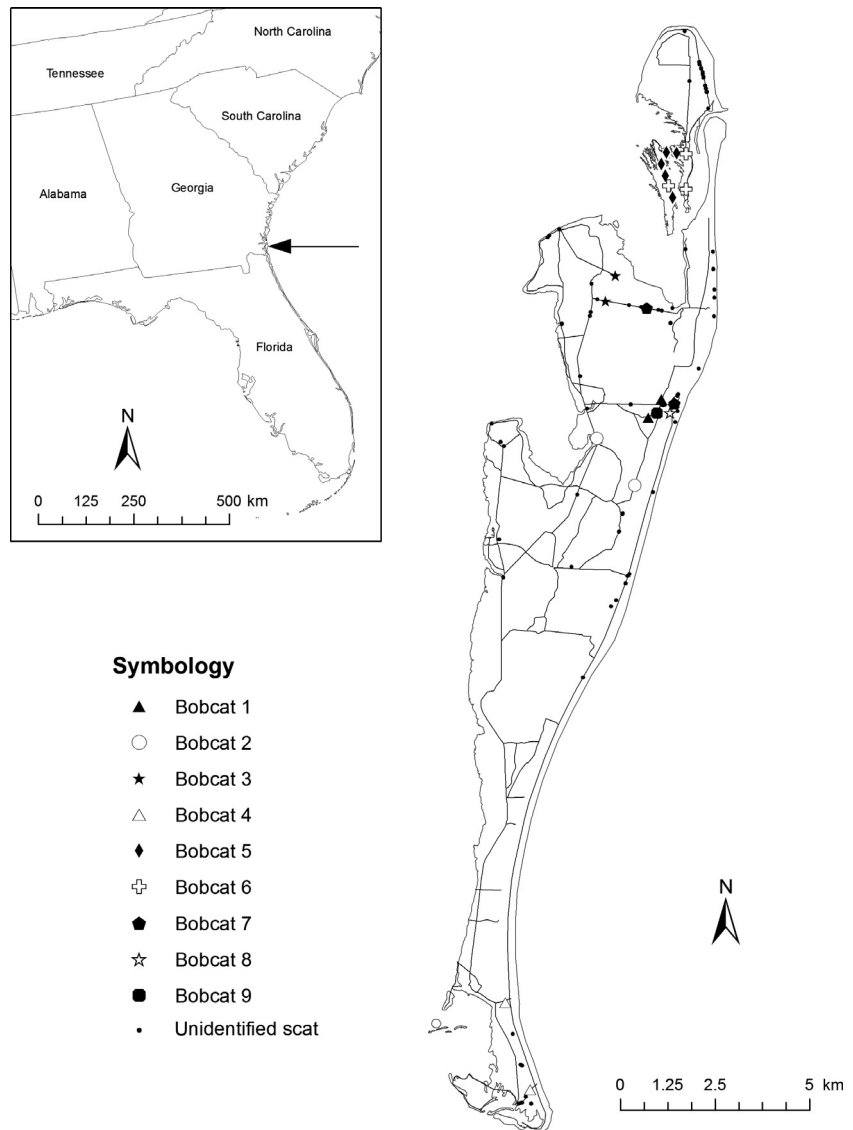 North Carolina
Tennessee
South Carolina
Alabama
Georgia
Florida
N
0 125 250 500 km
Symbology
Bobcat 1
Bobcat 2
Bobcat 3
Bobcat 4
Bobcat 5
Bobcat 6
Bobcat 7
Bobcat 8
Bobcat 9
Unidentified scat
N
0 1.25 2.5 5 km